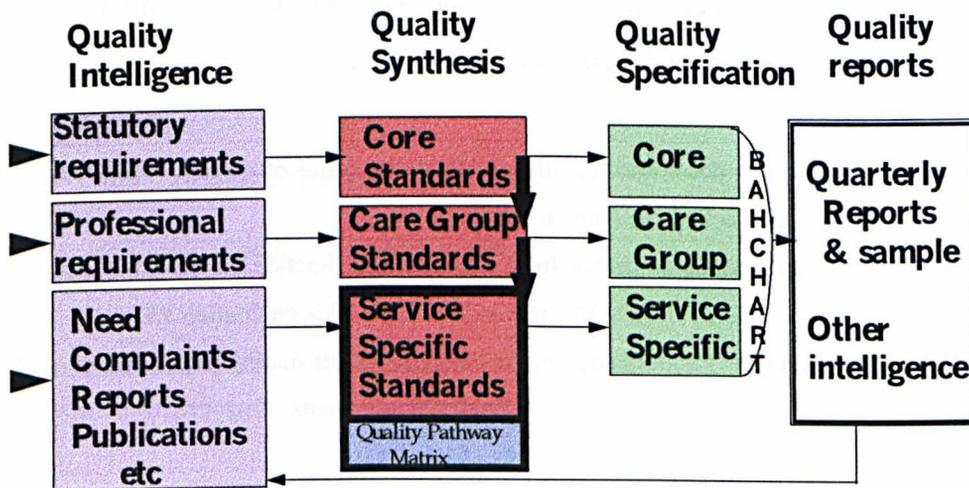 Quality
Intelligence
Quality
Synthesis
Quality
Specification
Quality
reports
Statutory
requirements
Professional
requirements
Need
Complaints
Reports
Publications
etc
Core
Standards
Care Group
Standards
Service
Specific
Standards
Quality Pathway
Matrix
Core
Care
Group
Service
Specific
B
A
H
C
H
A
R
T
Quarterly
Reports
& sample
Other
intelligence